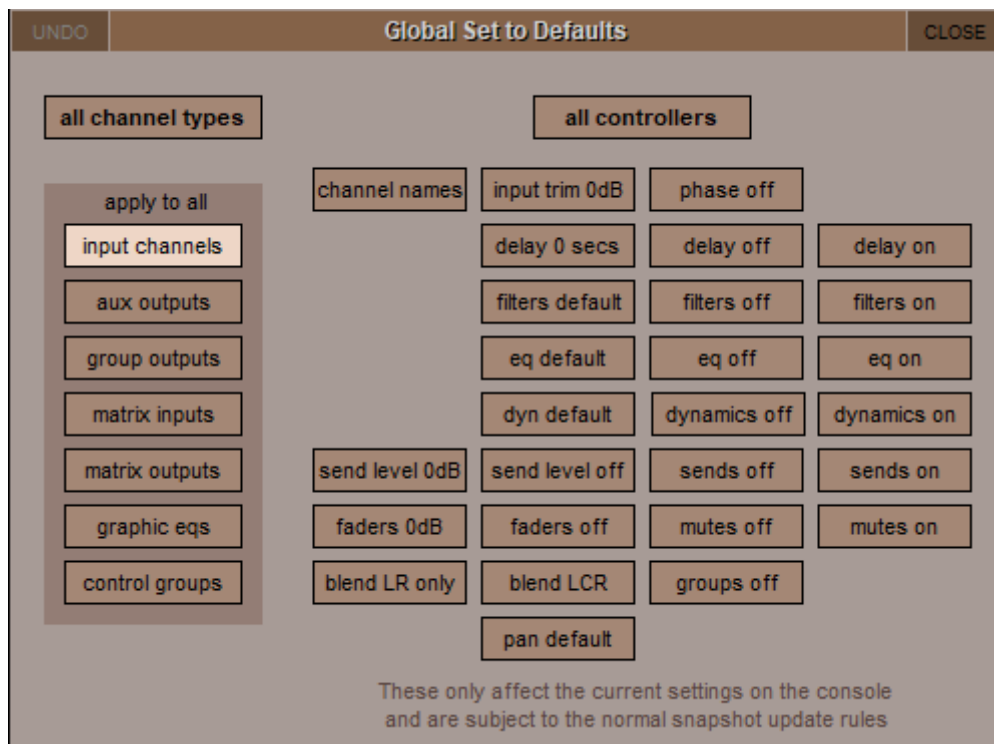 UNDO
Global Set to Defaults
CLOSE
all channel types
all controllers
apply to all
input channels
aux outputs
group outputs
matrix inputs
matrix outputs
graphic eqs
control groups
channel names
input trim 0dB
phase off
delay 0 secs
delay off
delay on
filters default
filters off
filters on
eq default
eq off
eq on
dyn default
dynamics off
dynamics on
send level 0dB
send level off
sends off
sends on
faders 0dB
faders off
mutes off
mutes on
blend LR only
blend LCR
groups off
pan default
These only affect the current settings on the console
and are subject to the normal snapshot update rules